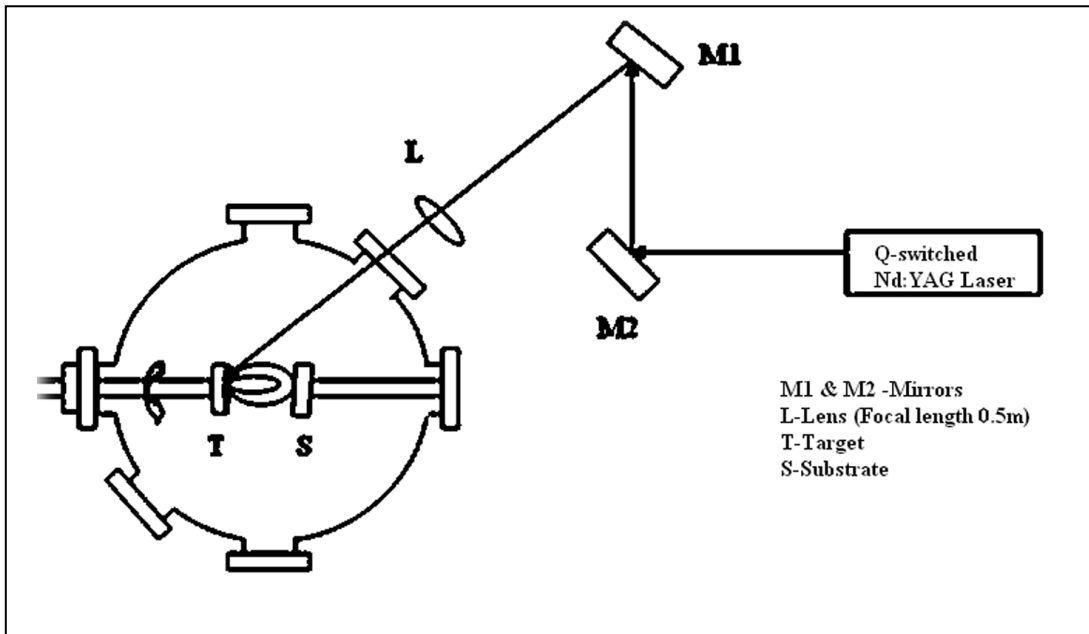 M1
L
Q-switched
Nd:YAG Laser
M2
M1 & M2 -Mirrors
L-Lens (Focal length 0.5m)
T-Target
S-Substrate
T
S